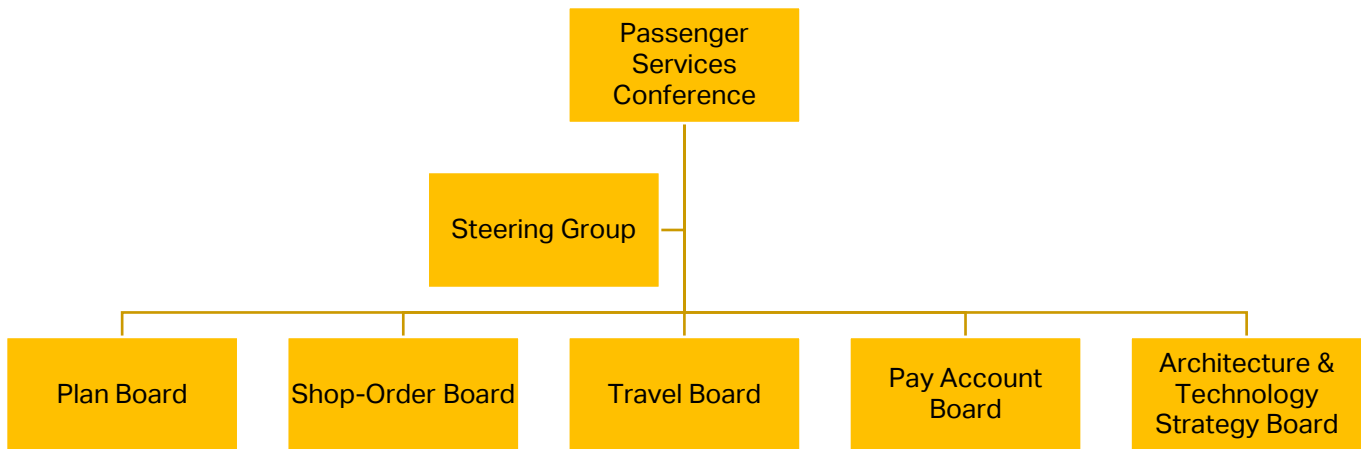 Passenger
Services
Conference
Steering Group
Plan Board
Shop-Order Board
Travel Board
Pay Account
Board
Architecture &
Technology
Strategy Board